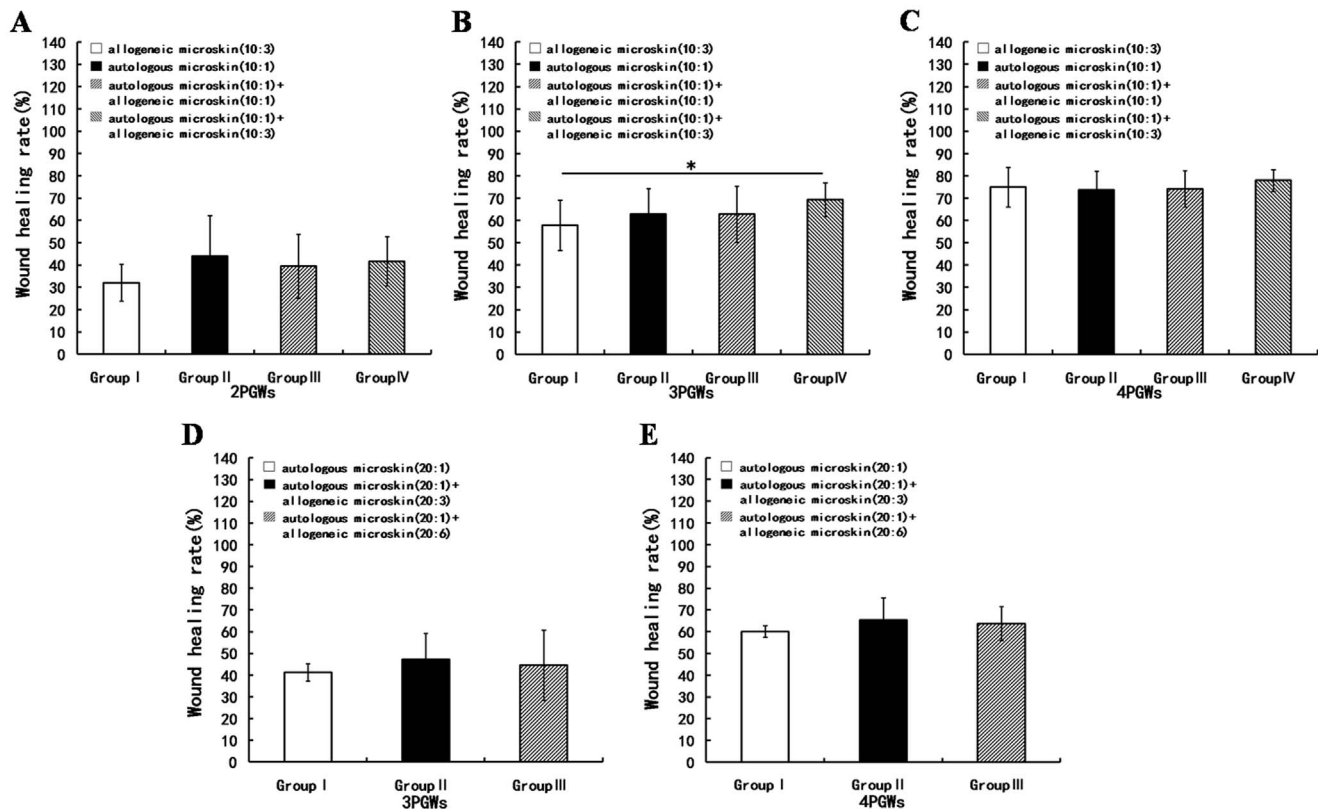 A
Wound healing rate(%)
140
130
120
110
100
90
80
70
60
50
40
30
20
10
0
allogeneic microskin(10:3)
autologous microskin(10:1)
autologous microskin(10:1)+
allogeneic microskin(10:1)
autologous microskin(10:1)+
allogeneic microskin(10:3)
Group I
Group II
Group III
Group IV
2PGWs
B
Wound healing rate(%)
140
130
120
110
100
90
80
70
60
50
40
30
20
10
0
allogeneic microskin(10:3)
autologous microskin(10:1)
autologous microskin(10:1)+
allogeneic microskin(10:1)
autologous microskin(10:1)+
allogeneic microskin(10:3)
*
Group I
Group II
Group III
Group IV
3PGWs
C
Wound healing rate(%)
140
130
120
110
100
90
80
70
60
50
40
30
20
10
0
allogeneic microskin(10:3)
autologous microskin(10:1)
autologous microskin(10:1)+
allogeneic microskin(10:1)
autologous microskin(10:1)+
allogeneic microskin(10:3)
Group I
Group II
Group III
Group IV
4PGWs
D
Wound healing rate(%)
140
130
120
110
100
90
80
70
60
50
40
30
20
10
0
autologous microskin(20:1)
autologous microskin(20:1)+
allogeneic microskin(20:3)
autologous microskin(20:1)+
allogeneic microskin(20:6)
Group I
Group II
Group III
3PGWs
E
Wound healing rate(%)
140
130
120
110
100
90
80
70
60
50
40
30
20
10
0
autologous microskin(20:1)
autologous microskin(20:1)+
allogeneic microskin(20:3)
autologous microskin(20:1)+
allogeneic microskin(20:6)
Group I
Group II
Group III
4PGWs